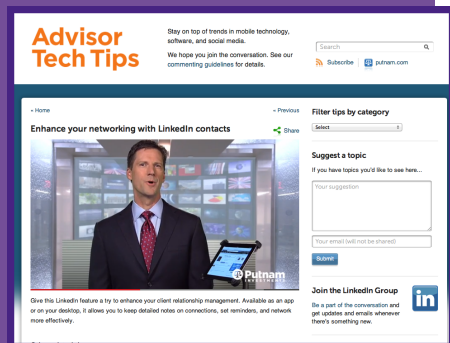 Advisor
Tech Tips
Stay on top of trends in mobile technology,
software, and social media.
We hope you join the conversation. See our
commenting guidelines for details.
Search
Subscribe
putnam.com
« Home
« Previous
Enhance your networking with LinkedIn contacts
Share
Putnam
INVESTMENTS
Give this LinkedIn feature a try to enhance your client relationship management. Available as an app
or on your desktop, it allows you to keep detailed notes on connections, set reminders, and network
more effectively.
Filter tips by category
Select
Suggest a topic
If you have topics you'd like to see here...
Your suggestion
Your email (will not be shared)
Submit
Join the LinkedIn Group
Be a part of the conversation and
get updates and emails whenever
there's something new.
in